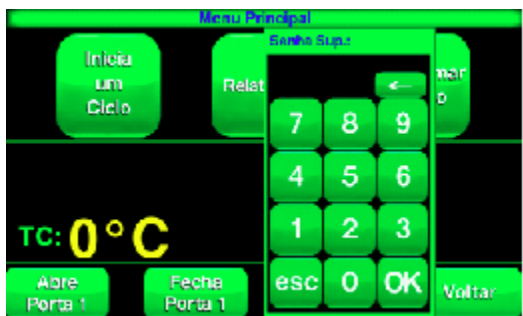 Menu Principal
Inicia
um
Ciclo
Relat
mar
o
Senha Sup.:
←
7 8 9
4 5 6
1 2 3
esc 0 OK
TC: 0°C
Abre
Porta 1
Fecha
Porta 1
Voltar